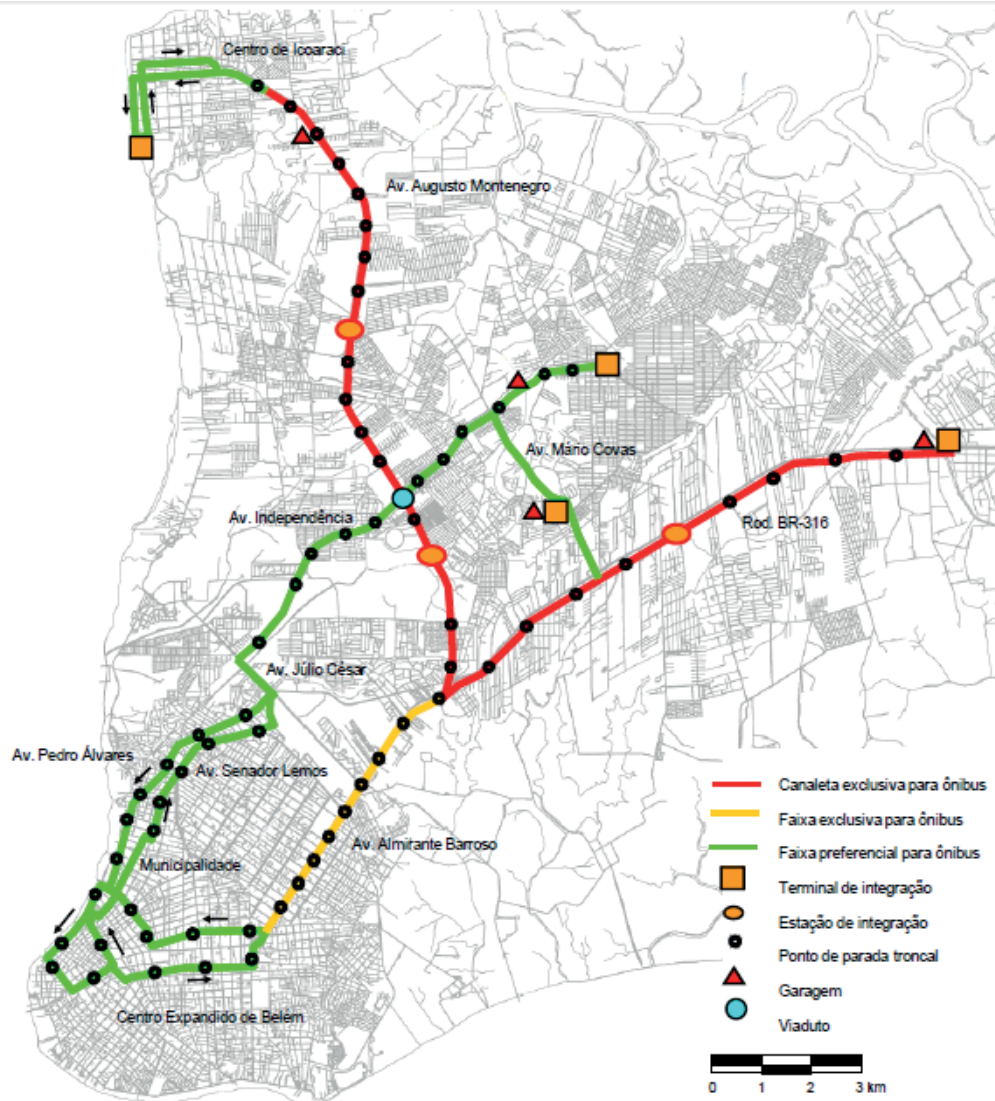 Centro de Icoaraci
Av. Augusto Montenegro
Av. Mário Covas
Av. Independência
Rod. BR-316
Av. Júlio César
Av. Pedro Álvares
Av. Senador Lemos
Av. Almirante Barroso
Municipalidade
Centro Expandido de Belém
Canaleta exclusiva para ônibus
Faixa exclusiva para ônibus
Faixa preferencial para ônibus
Terminal de integração
Estação de integração
Ponto de parada troncal
Garagem
Viaduto
0 1 2 3 km